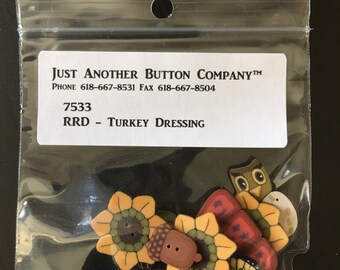 Just Another Button Company™
Phone 618-667-8531 Fax 618-667-8504
7533
RRD - Turkey Dressing